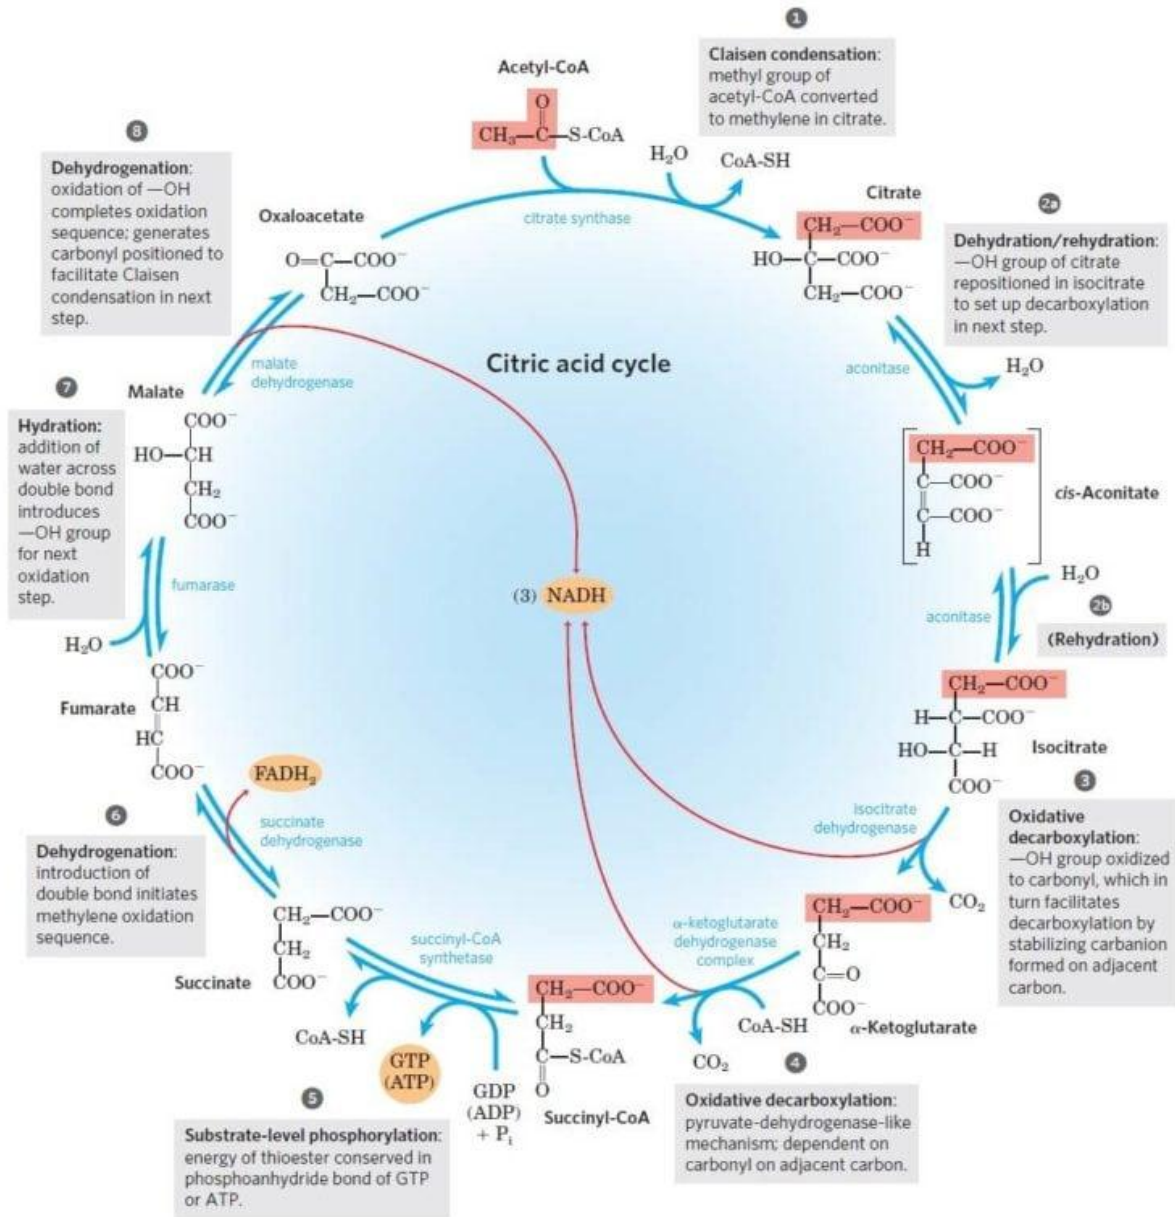 1
Claisen condensation:
methyl group of
acetyl-CoA converted
to methylene in citrate.
Acetyl-CoA
O
CH₃—C—S-CoA
H₂O
CoA-SH
citrate synthase
8
Dehydrogenation:
oxidation of —OH
completes oxidation
sequence; generates
carbonyl positioned to
facilitate Claisen
condensation in next
step.
Oxaloacetate
O=C—COO⁻
CH₂—COO⁻
Citrate
CH₂—COO⁻
HO—C—COO⁻
CH₂—COO⁻
2a
Dehydration/rehydration:
—OH group of citrate
repositioned in isocitrate
to set up decarboxylation
in next step.
Citric acid cycle
malate
dehydrogenase
aconitase
H₂O
7
Hydration:
addition of
water across
double bond
introduces
—OH group
for next
oxidation
step.
Malate
COO⁻
HO—CH
CH₂
COO⁻
CH₂—COO⁻
C—COO⁻
C—COO⁻
H
cis-Aconitate
fumarase
H₂O
(3) NADH
aconitase
H₂O
2b
(Rehydration)
Fumarate
COO⁻
CH
HC
COO⁻
CH₂—COO⁻
H—C—COO⁻
HO—C—H
COO⁻
Isocitrate
FADH₂
succinate
dehydrogenase
6
Dehydrogenation:
introduction of
double bond initiates
methylene oxidation
sequence.
Isocitrate
dehydrogenase
CO₂
3
Oxidative
decarboxylation:
—OH group oxidized
to carbonyl, which in
turn facilitates
decarboxylation by
stabilizing carbanion
formed on adjacent
carbon.
CH₂—COO⁻
CH₂
COO⁻
Succinate
succinyl-CoA
synthetase
α-ketoglutarate
dehydrogenase
complex
CH₂—COO⁻
CH₂
C=O
COO⁻
α-Ketoglutarate
CoA-SH
GTP
(ATP)
GDP
(ADP)
+ Pᵢ
CH₂—COO⁻
CH₂
C—S-CoA
O
Succinyl-CoA
CoA-SH
CO₂
4
Oxidative decarboxylation:
pyruvate-dehydrogenase-like
mechanism; dependent on
carbonyl on adjacent carbon.
5
Substrate-level phosphorylation:
energy of thioester conserved in
phosphoanhydride bond of GTP
or ATP.